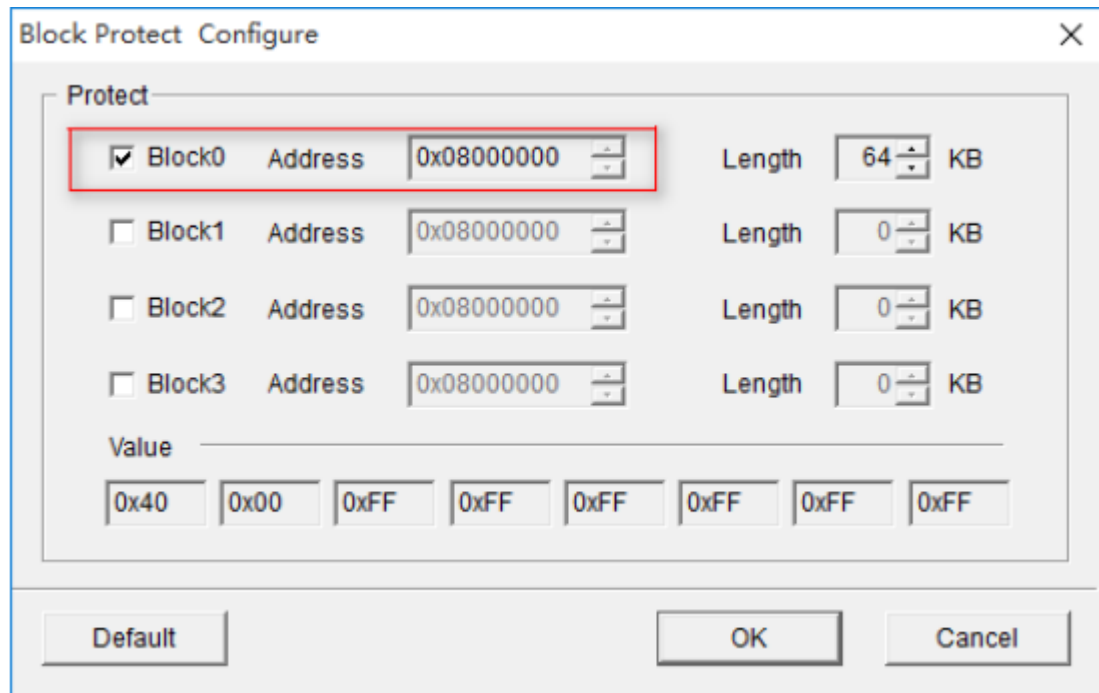 Block Protect Configure
Protect
Block0 Address 0x08000000 Length 64 KB
Block1 Address 0x08000000 Length 0 KB
Block2 Address 0x08000000 Length 0 KB
Block3 Address 0x08000000 Length 0 KB
Value
0x40 0x00 0xFF 0xFF 0xFF 0xFF 0xFF 0xFF
Default OK Cancel